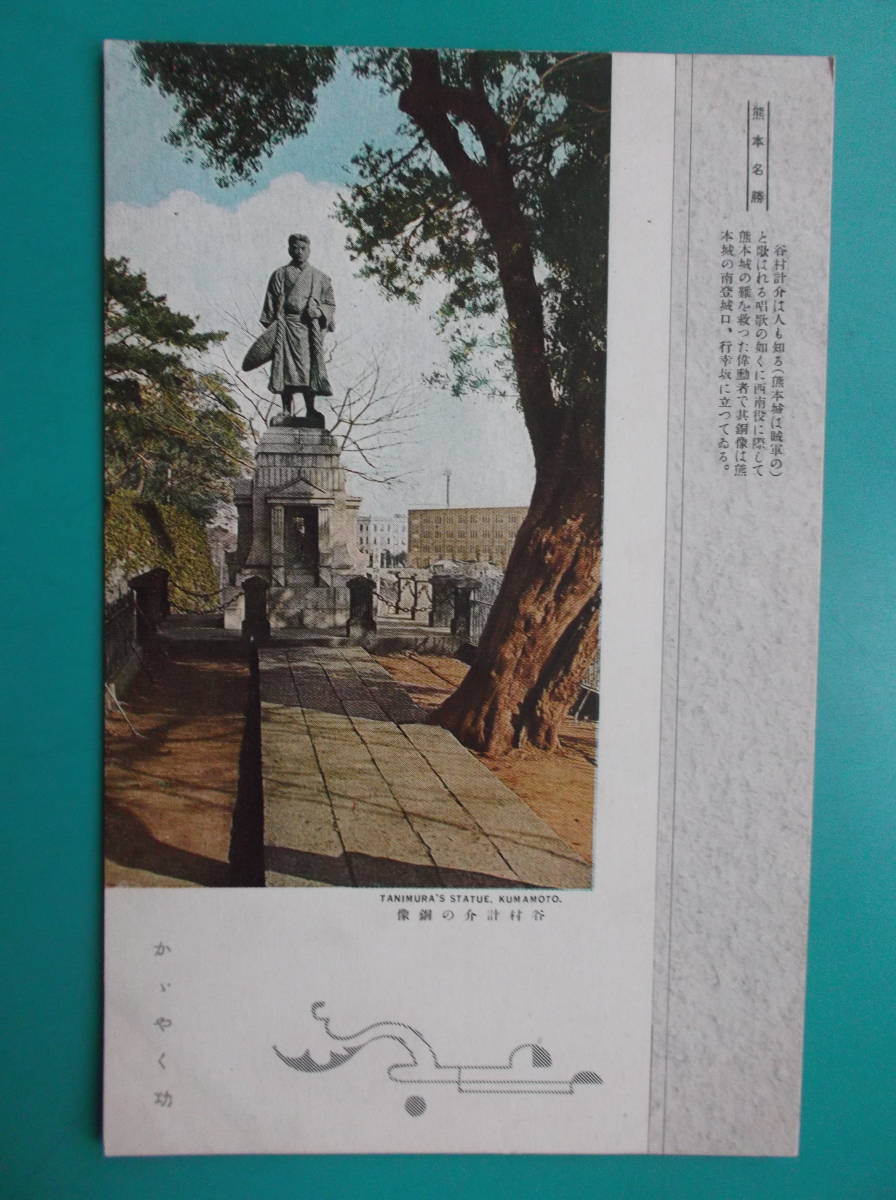 熊本名勝
谷村計介は人も知る(熊本城は賊軍の)
と歌はれる唱歌の如くに西南役に際して
熊本城の難を救つた偉勳者で其銅像は熊
本城の南登城口、行幸坂に立つてゐる。
TANIMURA'S STATUE, KUMAMOTO.
像銅の介計村谷
かゞやく功